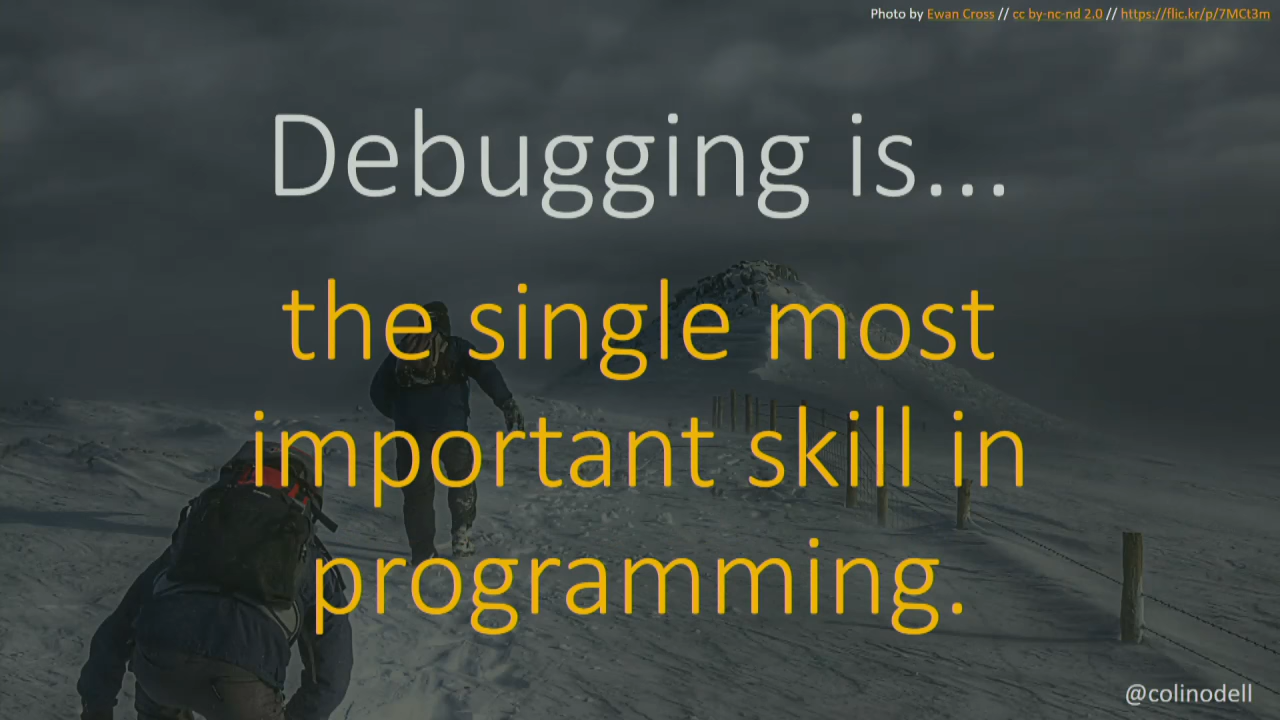 Photo by Ewan Cross // cc by-nc-nd 2.0 // https://flic.kr/p/7MCt3m
Debugging is...
the single most
important skill in
programming.
@colinodell